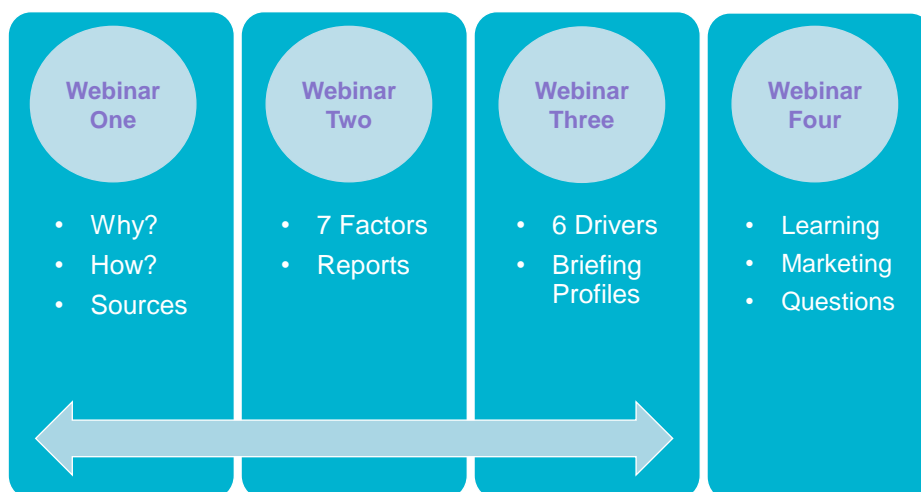 Webinar
One
• Why?
• How?
• Sources
Webinar
Two
• 7 Factors
• Reports
Webinar
Three
• 6 Drivers
• Briefing
Profiles
Webinar
Four
• Learning
• Marketing
• Questions